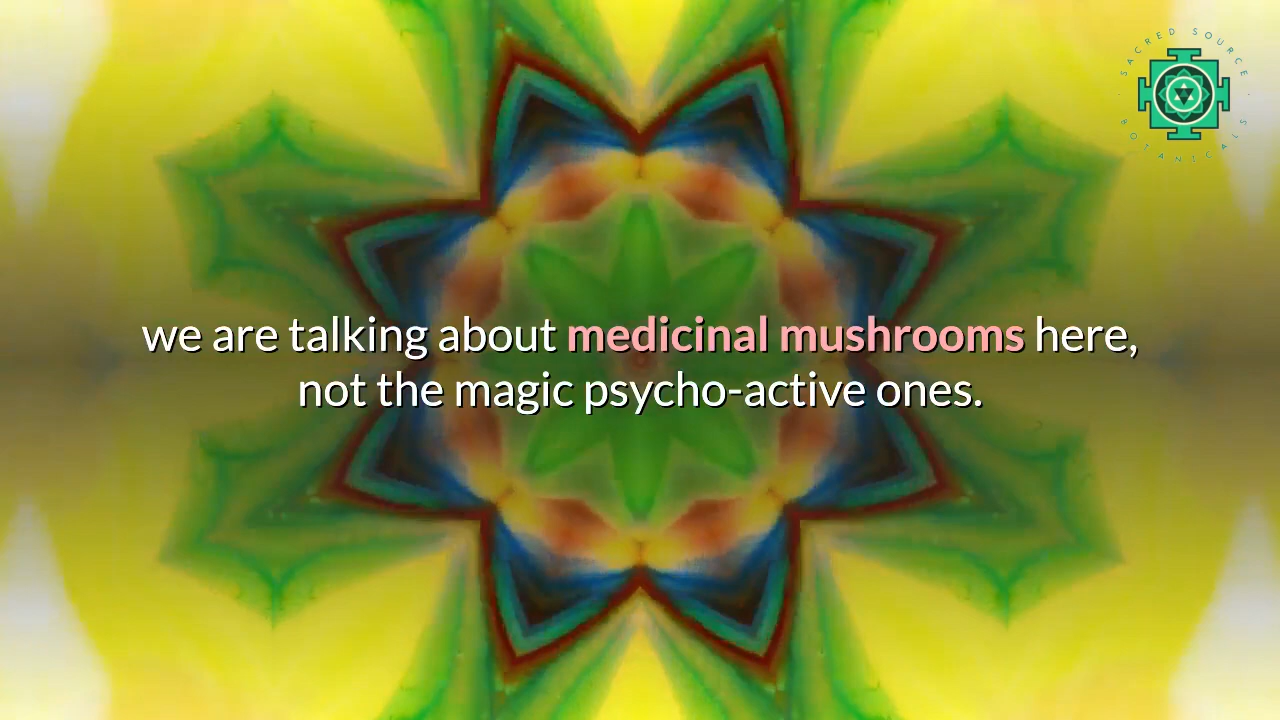 SACRED SOURCE
BOTANICALS
we are talking about medicinal mushrooms here,
not the magic psycho-active ones.